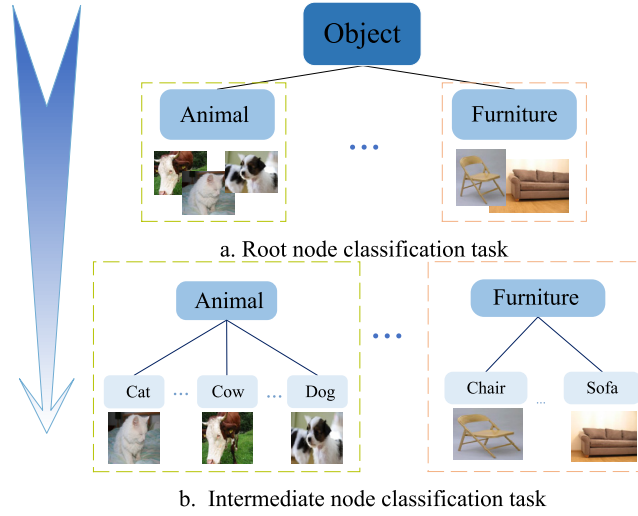 Object
Animal ... Furniture
a. Root node classification task
Animal ... Furniture
Cat ... Cow ... Dog Chair ... Sofa
b. Intermediate node classification task